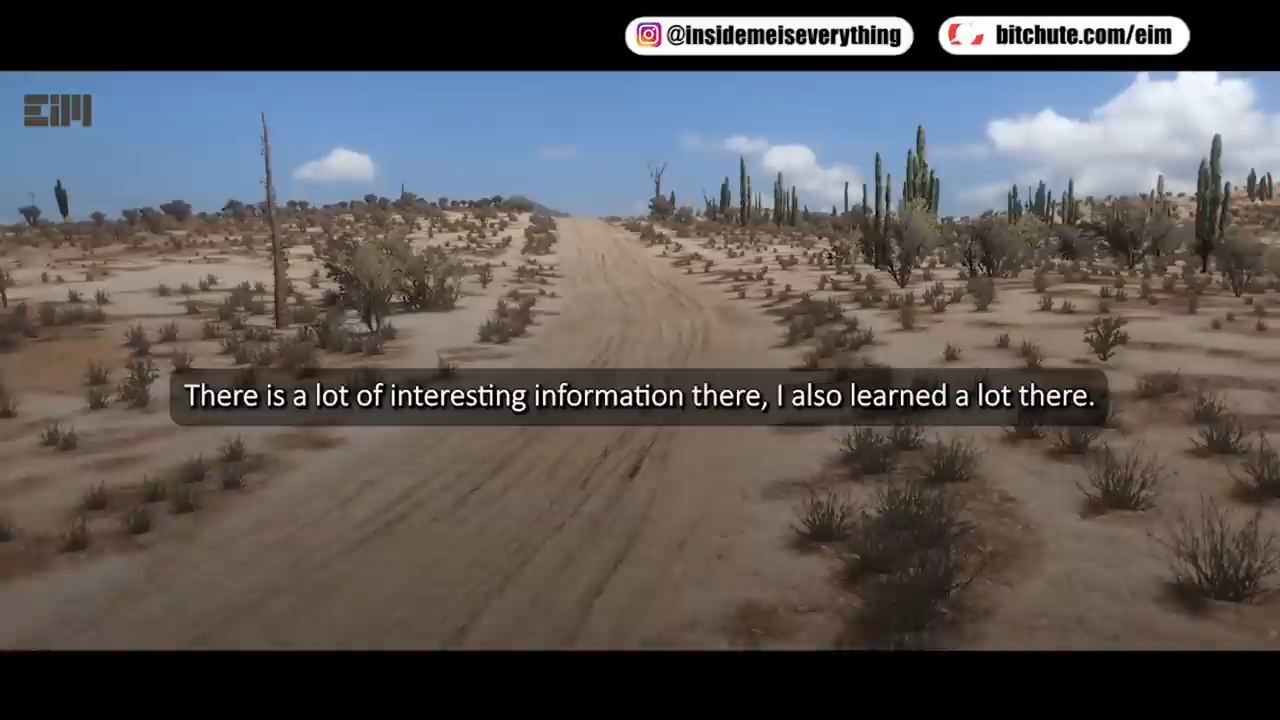 @insidemeiseverything
bitchute.com/eim
EiM
There is a lot of interesting information there, I also learned a lot there.